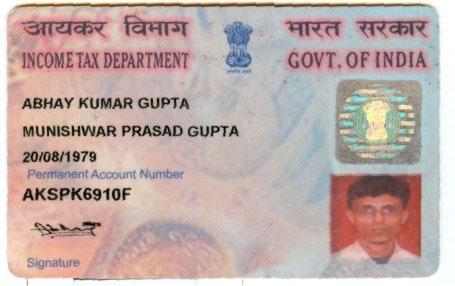 आयकर विभाग
INCOME TAX DEPARTMENT
सत्यमेव जयते
भारत सरकार
GOVT. OF INDIA
ABHAY KUMAR GUPTA
MUNISHWAR PRASAD GUPTA
20/08/1979
Permanent Account Number
AKSPK6910F
Signature